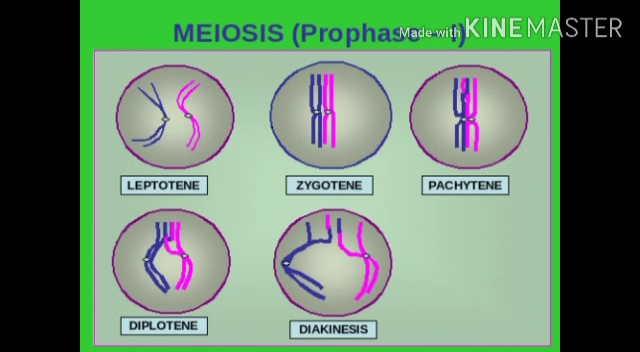 MEIOSIS (Prophase – I)
Made with KINEMASTER
LEPTOTENE
ZYGOTENE
PACHYTENE
DIPLOTENE
DIAKINESIS